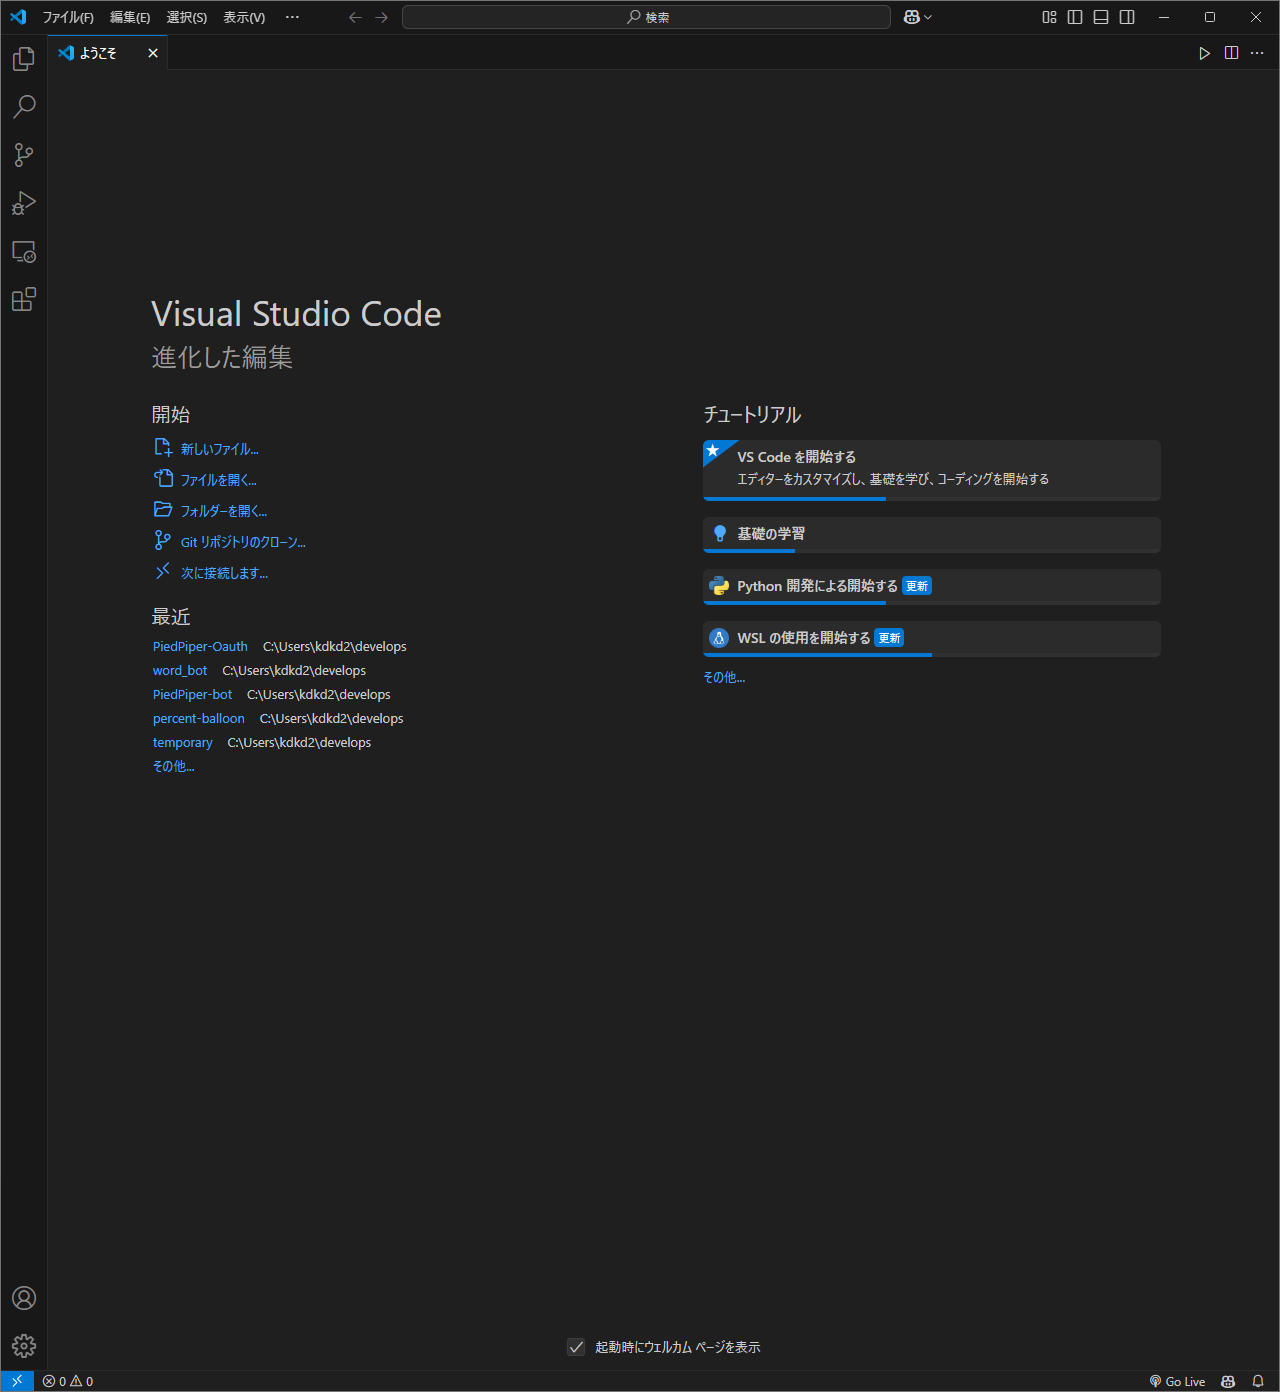 ファイル(F) 編集(E) 選択(S) 表示(V) ··· 検索
ようこそ
Visual Studio Code
進化した編集
開始
新しいファイル...
ファイルを開く...
フォルダーを開く...
Git リポジトリのクローン...
次に接続します...
最近
PiedPiper-Oauth C:\Users\kdkd2\develops
word_bot C:\Users\kdkd2\develops
PiedPiper-bot C:\Users\kdkd2\develops
percent-balloon C:\Users\kdkd2\develops
temporary C:\Users\kdkd2\develops
その他...
チュートリアル
VS Code を開始する
エディターをカスタマイズし、基礎を学び、コーディングを開始する
基礎の学習
Python 開発による開始する 更新
WSL の使用を開始する 更新
その他...
起動時にウェルカム ページを表示
0 0 Go Live